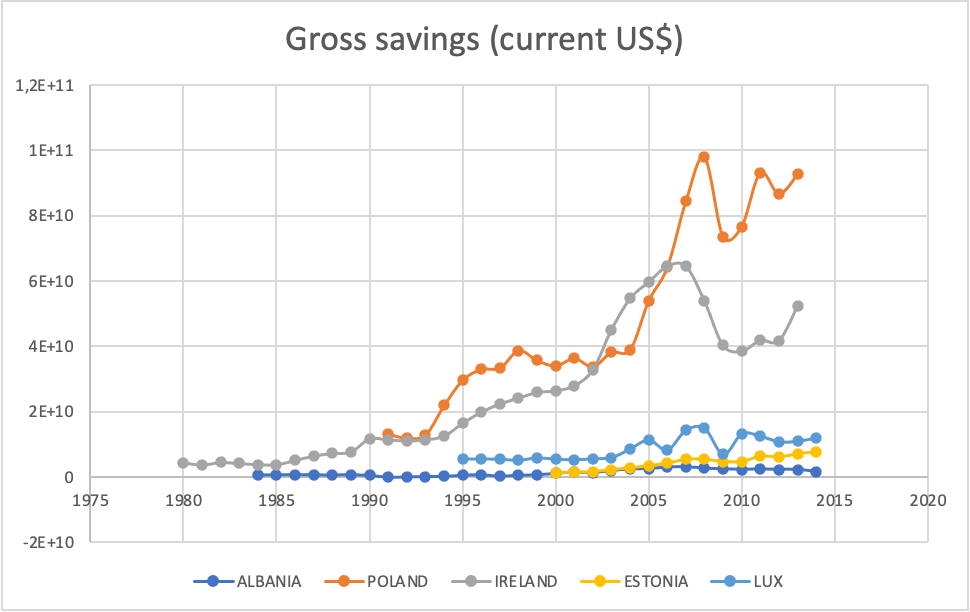 Gross savings (current US$)
1,2E+11
1E+11
8E+10
6E+10
4E+10
2E+10
0
-2E+10
1975 1980 1985 1990 1995 2000 2005 2010 2015 2020
ALBANIA POLAND IRELAND ESTONIA LUX